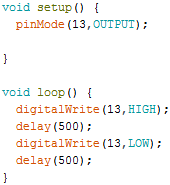 void setup() {
  pinMode(13,OUTPUT);

}

void loop() {
  digitalWrite(13,HIGH);
  delay(500);
  digitalWrite(13,LOW);
  delay(500);
}